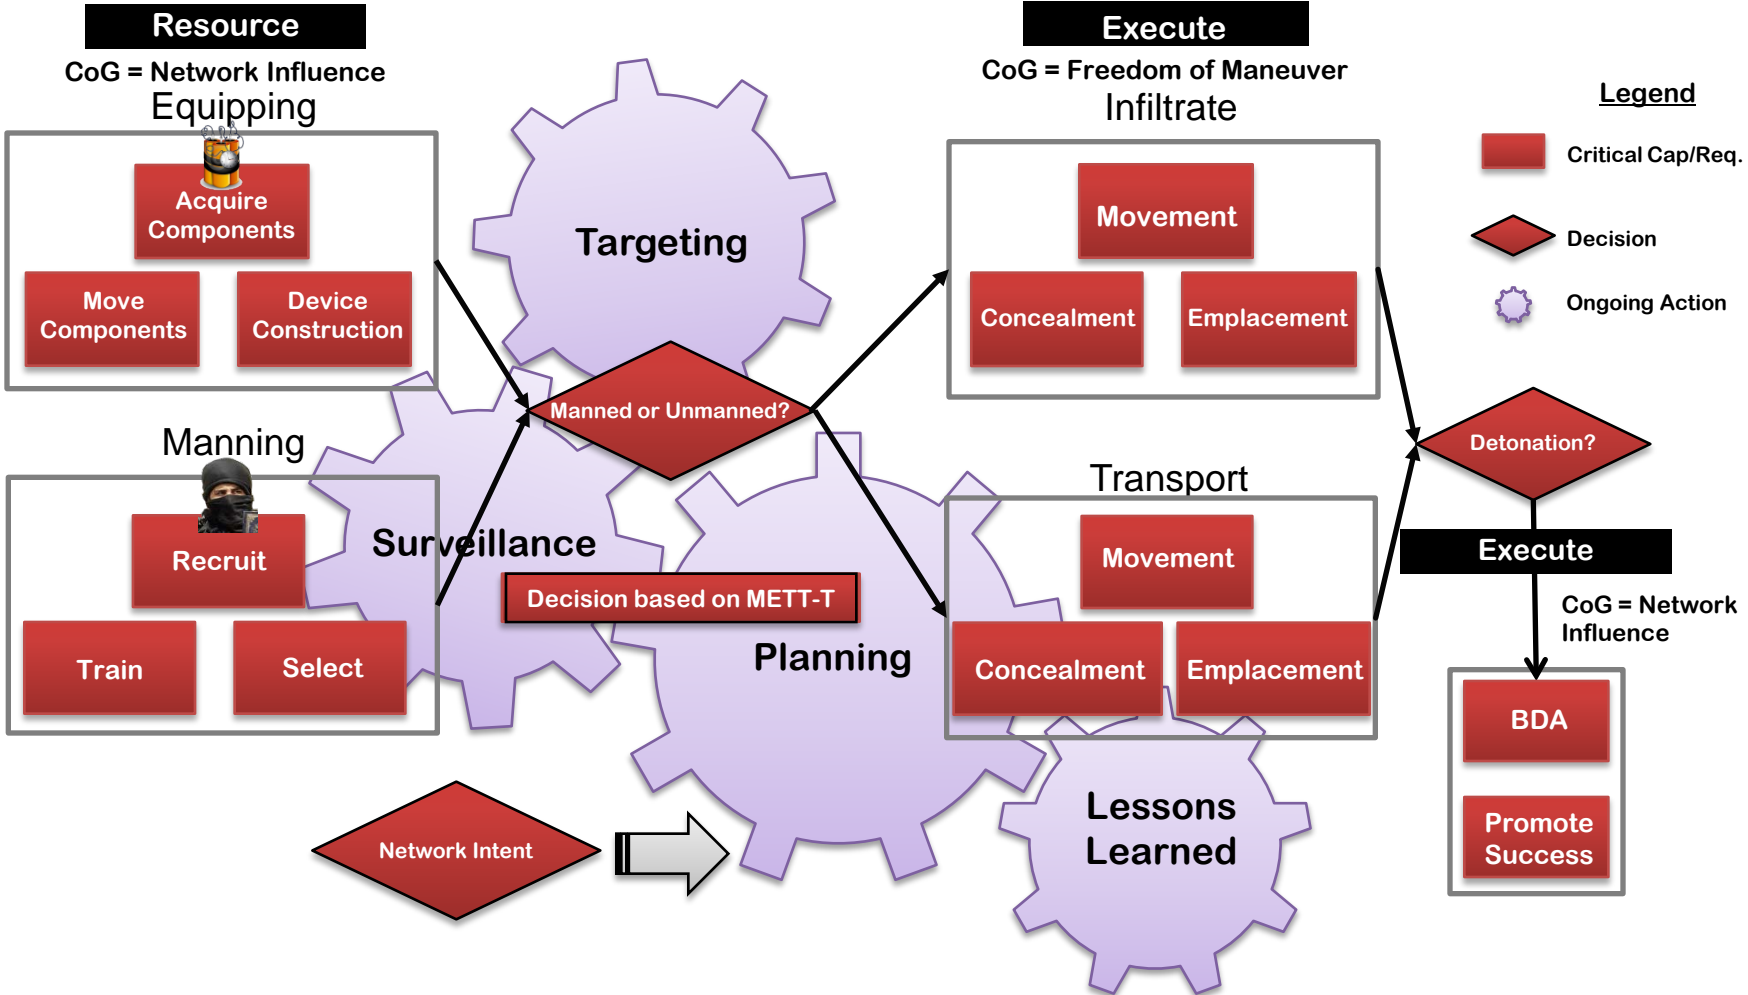 Resource
CoG = Network Influence
Equipping
Acquire
Components
Move
Components
Device
Construction
Manning
Recruit
Train
Select
Targeting
Surveillance
Manned or Unmanned?
Decision based on METT-T
Planning
Network Intent
Lessons
Learned
Execute
CoG = Freedom of Maneuver
Infiltrate
Movement
Concealment
Emplacement
Transport
Movement
Concealment
Emplacement
Legend
Critical Cap/Req.
Decision
Ongoing Action
Detonation?
Execute
CoG = Network
Influence
BDA
Promote
Success